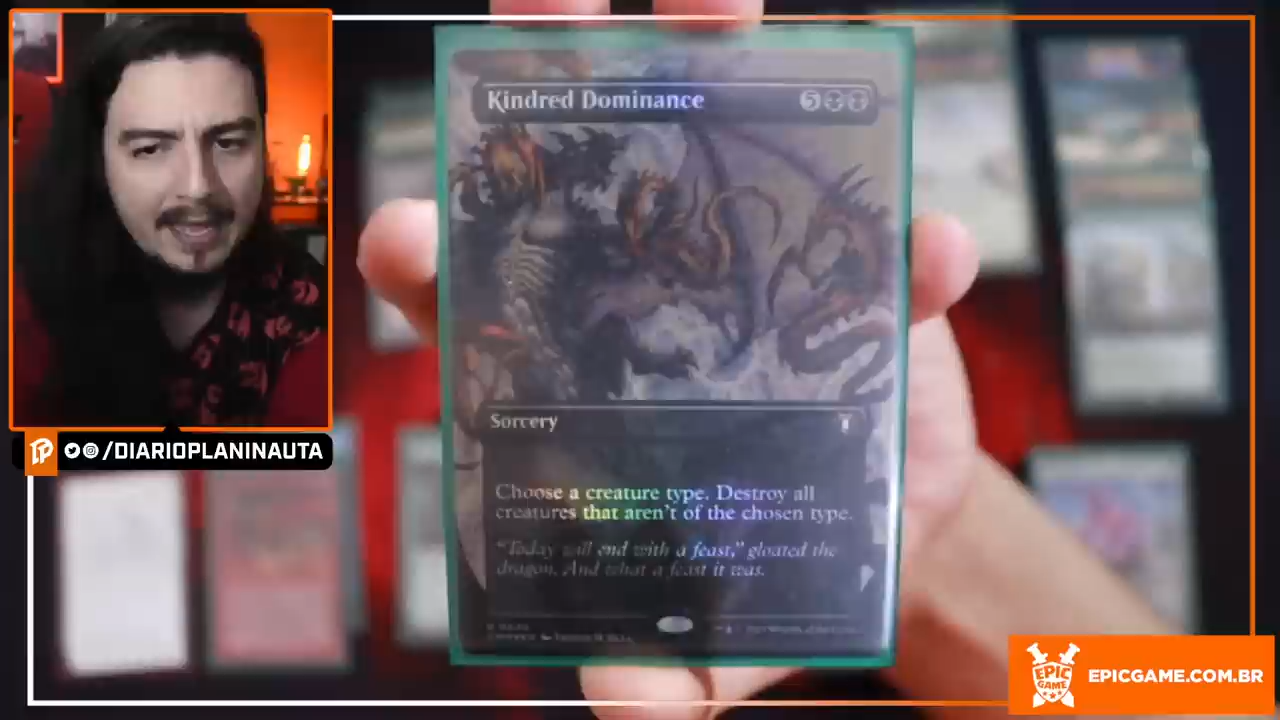 Kindred Dominance 5
Sorcery
Choose a creature type. Destroy all
creatures that aren't of the chosen type.
"Today will end with a feast," gloated the
dragon. And what a feast it was.
/DIARIOPLANINAUTA
EPIC
GAME
EPICGAME.COM.BR